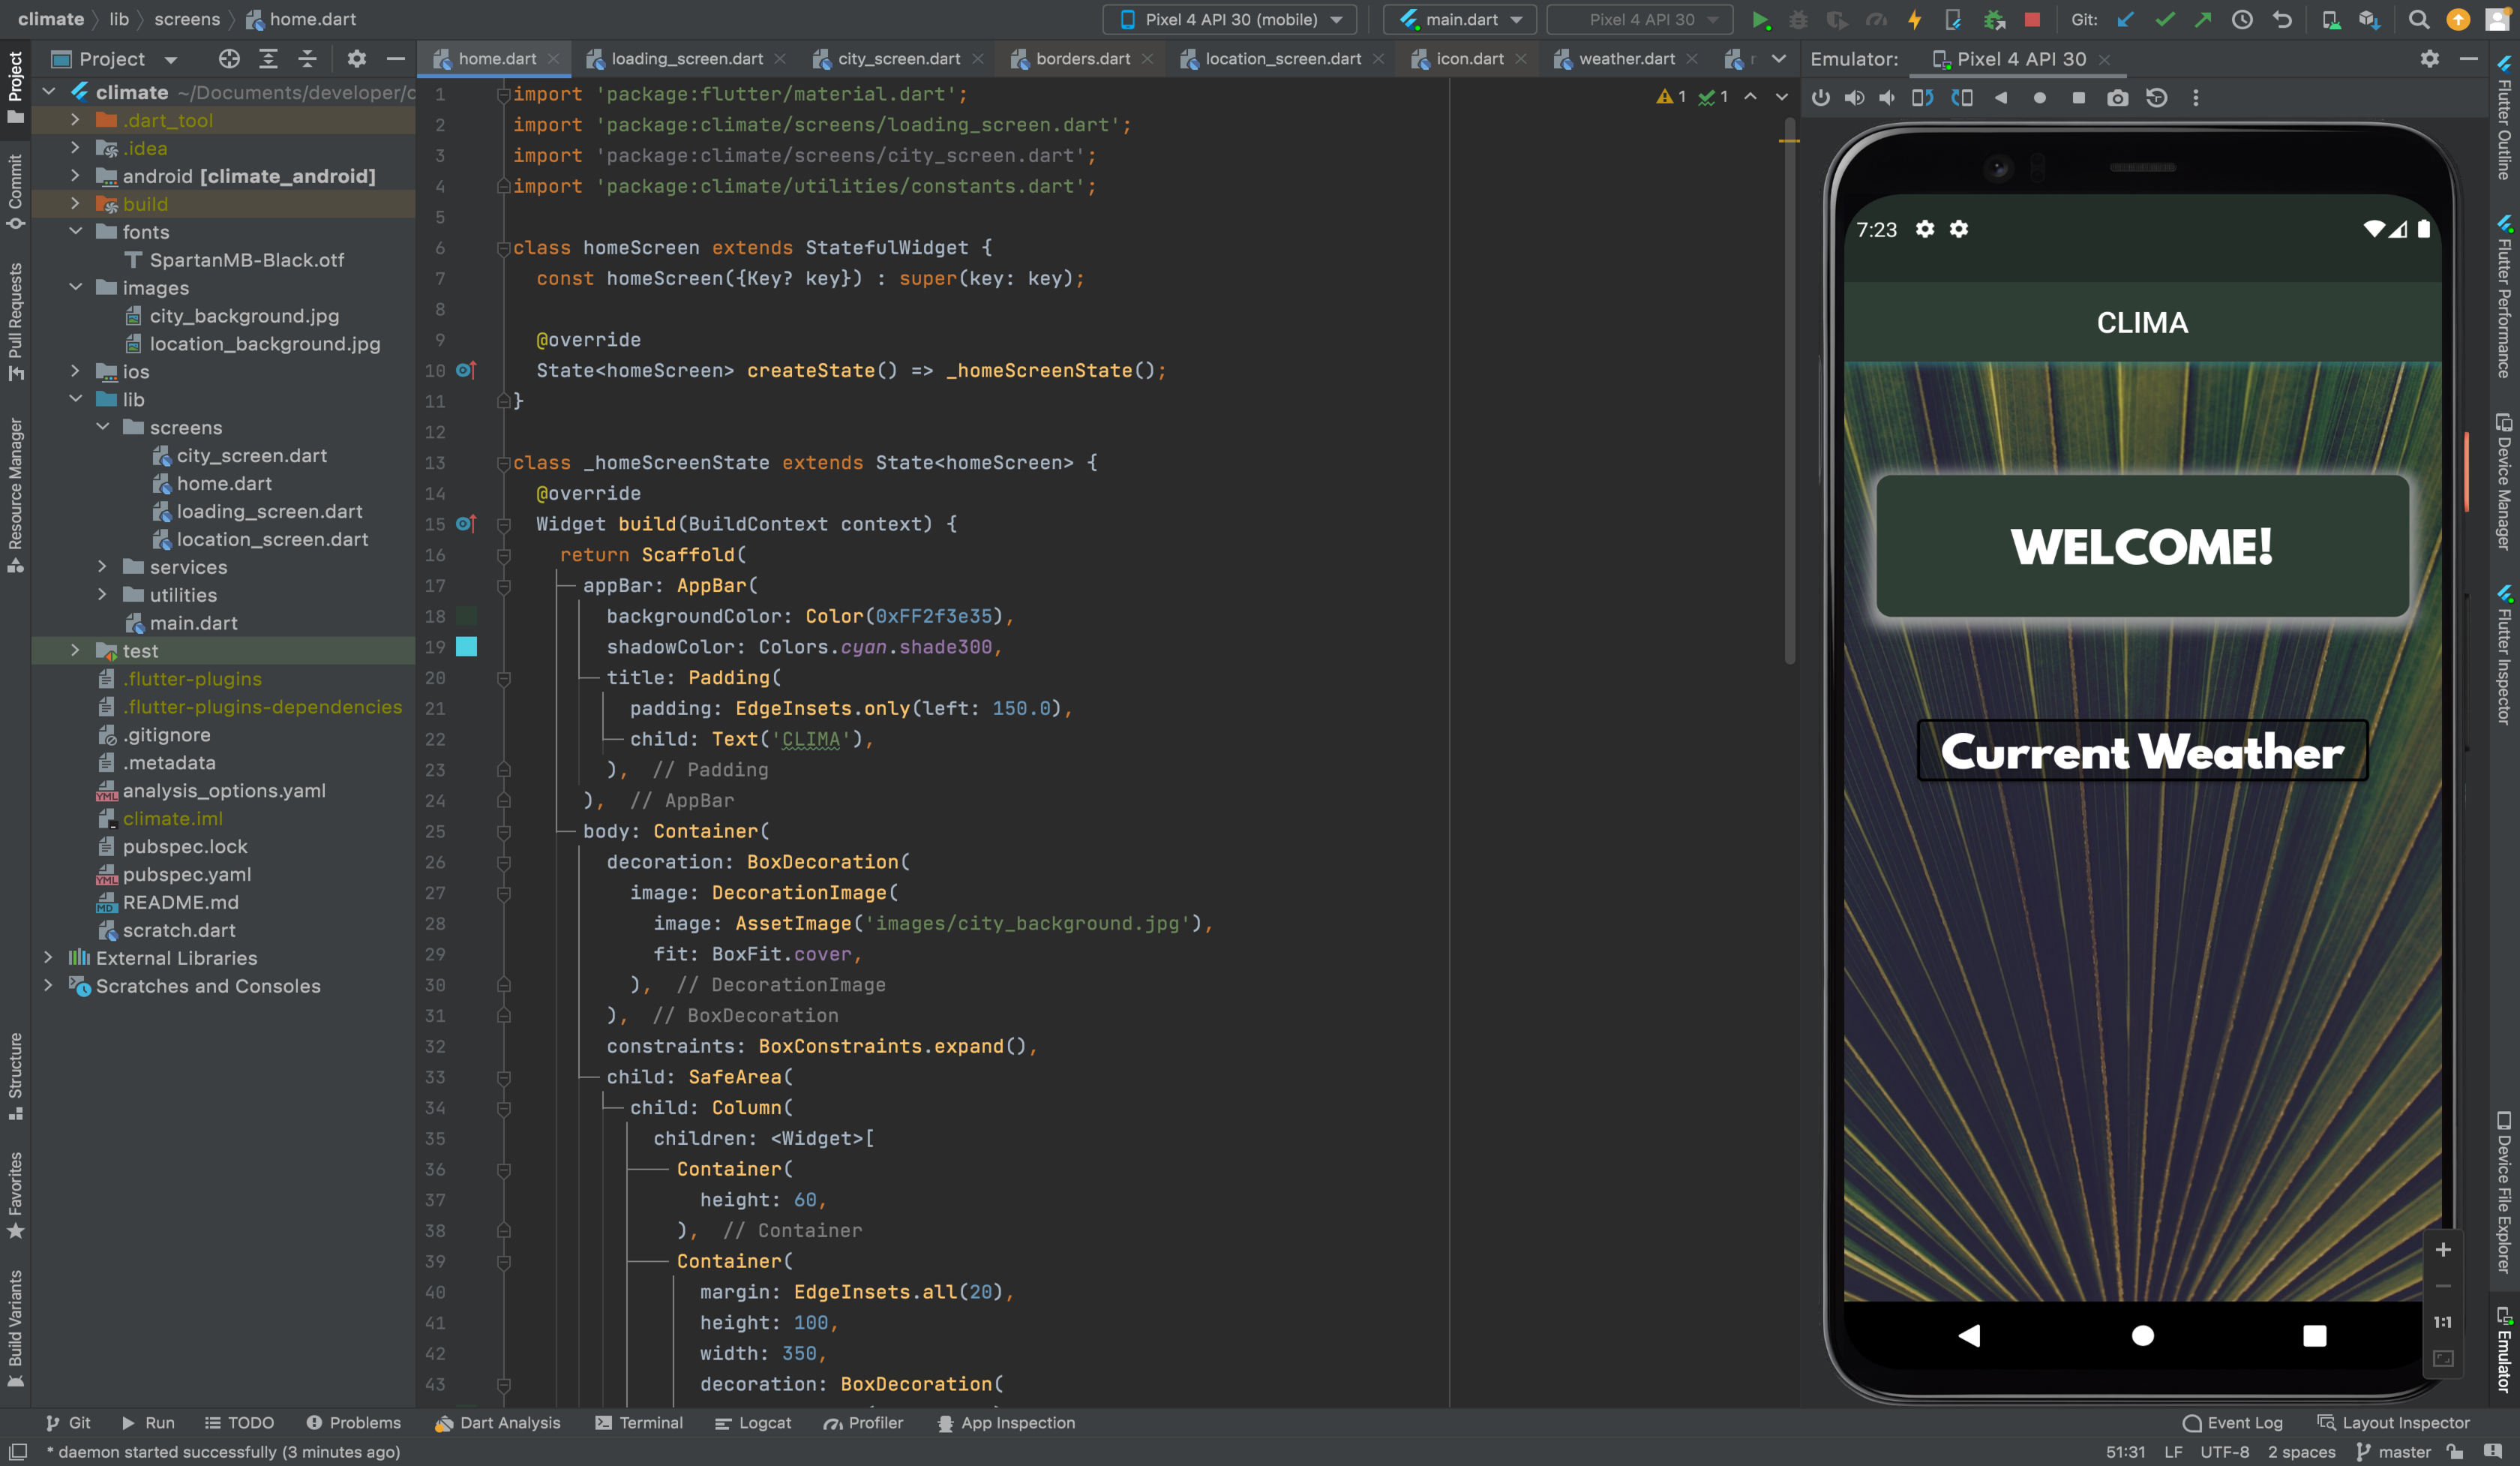 climate lib screens home.dart
Pixel 4 API 30 (mobile) main.dart Pixel 4 API 30 Git:
Project
home.dart loading_screen.dart city_screen.dart borders.dart location_screen.dart icon.dart weather.dart
Emulator: Pixel 4 API 30
climate ~/Documents/developer/c
.dart_tool
.idea
android [climate_android]
build
fonts
SpartanMB-Black.otf
images
city_background.jpg
location_background.jpg
ios
lib
screens
city_screen.dart
home.dart
loading_screen.dart
location_screen.dart
services
utilities
main.dart
test
.flutter-plugins
.flutter-plugins-dependencies
.gitignore
.metadata
analysis_options.yaml
climate.iml
pubspec.lock
pubspec.yaml
README.md
scratch.dart
External Libraries
Scratches and Consoles
Project
Commit
Pull Requests
Resource Manager
Structure
Favorites
Build Variants
1 import 'package:flutter/material.dart';
2 import 'package:climate/screens/loading_screen.dart';
3 import 'package:climate/screens/city_screen.dart';
4 import 'package:climate/utilities/constants.dart';
5
6 class homeScreen extends StatefulWidget {
7 const homeScreen({Key? key}) : super(key: key);
8
9 @override
10 State<homeScreen> createState() => _homeScreenState();
11 }
12
13 class _homeScreenState extends State<homeScreen> {
14 @override
15 Widget build(BuildContext context) {
16 return Scaffold(
17 appBar: AppBar(
18 backgroundColor: Color(0xFF2f3e35),
19 shadowColor: Colors.cyan.shade300,
20 title: Padding(
21 padding: EdgeInsets.only(left: 150.0),
22 child: Text('CLIMA'),
23 ), // Padding
24 ), // AppBar
25 body: Container(
26 decoration: BoxDecoration(
27 image: DecorationImage(
28 image: AssetImage('images/city_background.jpg'),
29 fit: BoxFit.cover,
30 ), // DecorationImage
31 ), // BoxDecoration
32 constraints: BoxConstraints.expand(),
33 child: SafeArea(
34 child: Column(
35 children: <Widget>[
36 Container(
37 height: 60,
38 ), // Container
39 Container(
40 margin: EdgeInsets.all(20),
41 height: 100,
42 width: 350,
43 decoration: BoxDecoration(
1 1
7:23
CLIMA
WELCOME!
Current Weather
1:1
Flutter Outline
Flutter Performance
Device Manager
Flutter Inspector
Device File Explorer
Emulator
Git Run TODO Problems Dart Analysis Terminal Logcat Profiler App Inspection Event Log Layout Inspector
* daemon started successfully (3 minutes ago) 51:31 LF UTF-8 2 spaces master